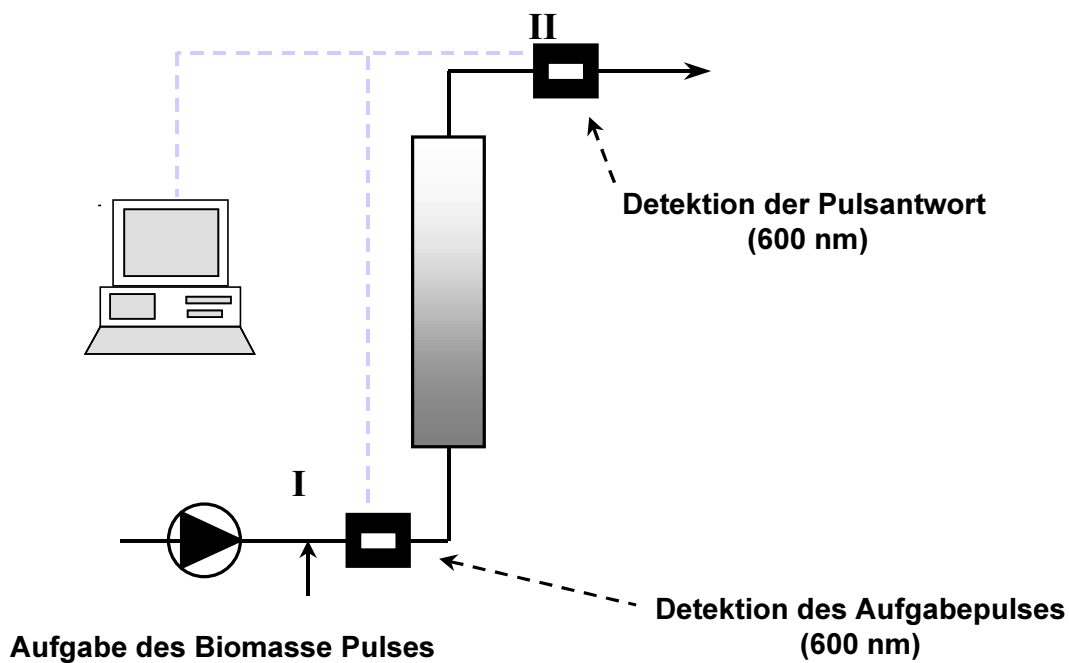 II
Detektion der Pulsantwort
(600 nm)
I
Detektion des Aufgabepulses
(600 nm)
Aufgabe des Biomasse Pulses